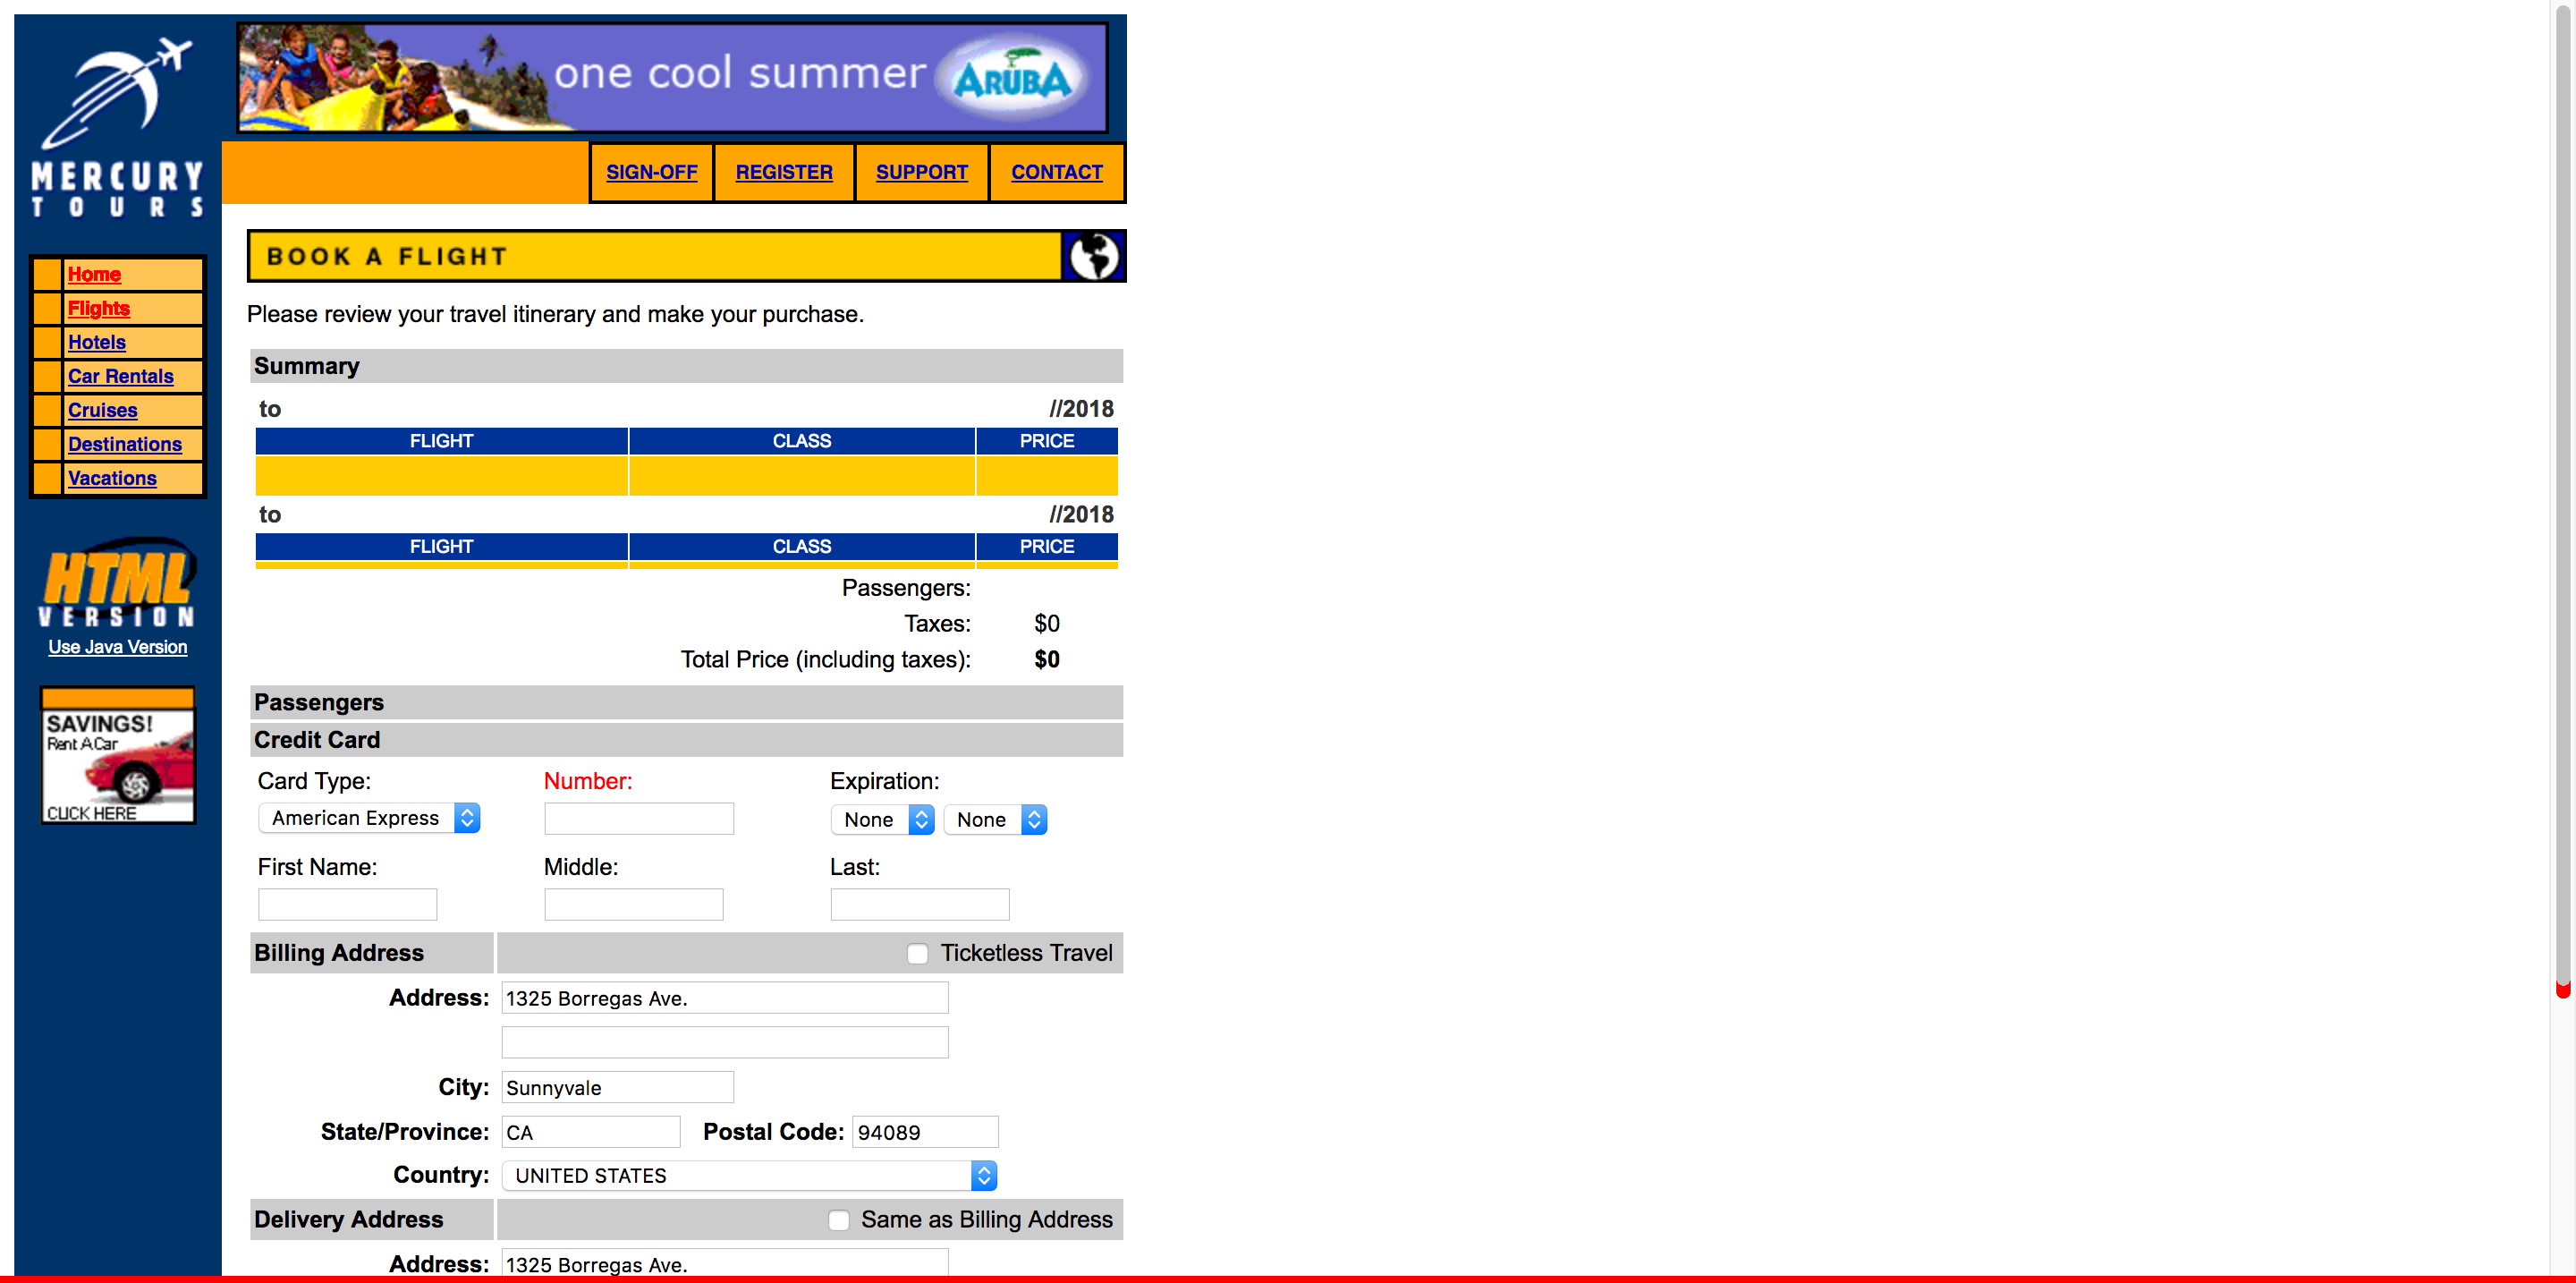 one cool summer ARUBA
MERCURY
TOURS
SIGN-OFF REGISTER SUPPORT CONTACT
BOOK A FLIGHT
Home
Flights
Hotels
Car Rentals
Cruises
Destinations
Vacations
HTML
VERSION
Use Java Version
SAVINGS!
Rent A Car
CLICK HERE
Please review your travel itinerary and make your purchase.
Summary
to //2018
FLIGHT CLASS PRICE
to //2018
FLIGHT CLASS PRICE
Passengers:
Taxes: $0
Total Price (including taxes): $0
Passengers
Credit Card
Card Type: Number: Expiration:
American Express None None
First Name: Middle: Last:
Billing Address Ticketless Travel
Address: 1325 Borregas Ave.
City: Sunnyvale
State/Province: CA Postal Code: 94089
Country: UNITED STATES
Delivery Address Same as Billing Address
Address: 1325 Borregas Ave.